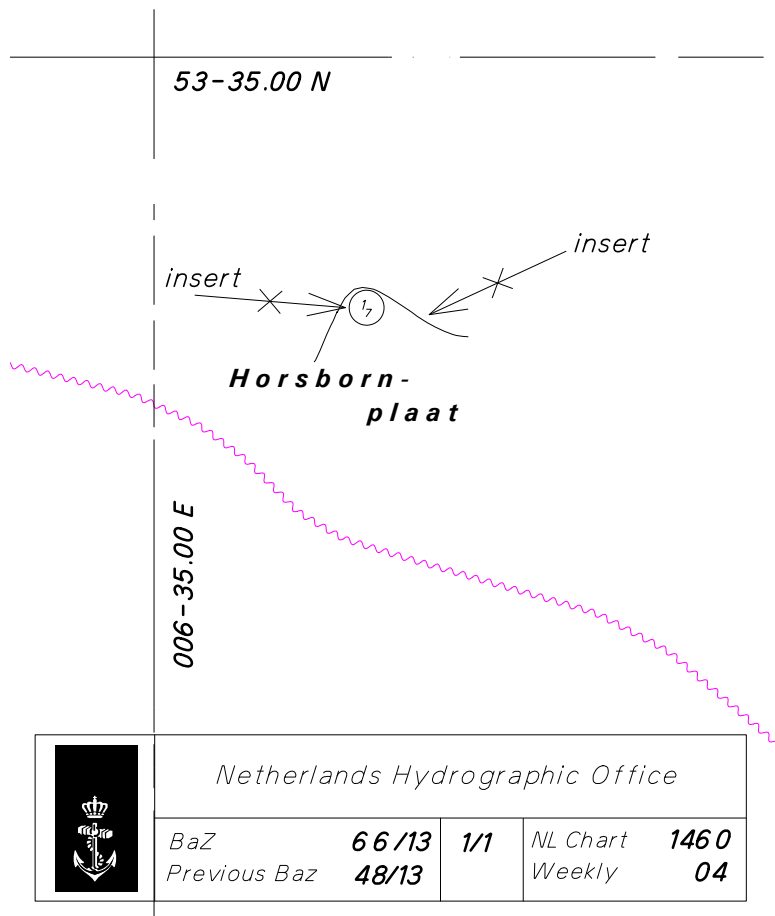 53-35.00 N
insert
insert
1 7
Horsborn-
plaat
006-35.00 E
Netherlands Hydrographic Office
BaZ 66/13 1/1 NL Chart 1460
Previous Baz 48/13 Weekly 04